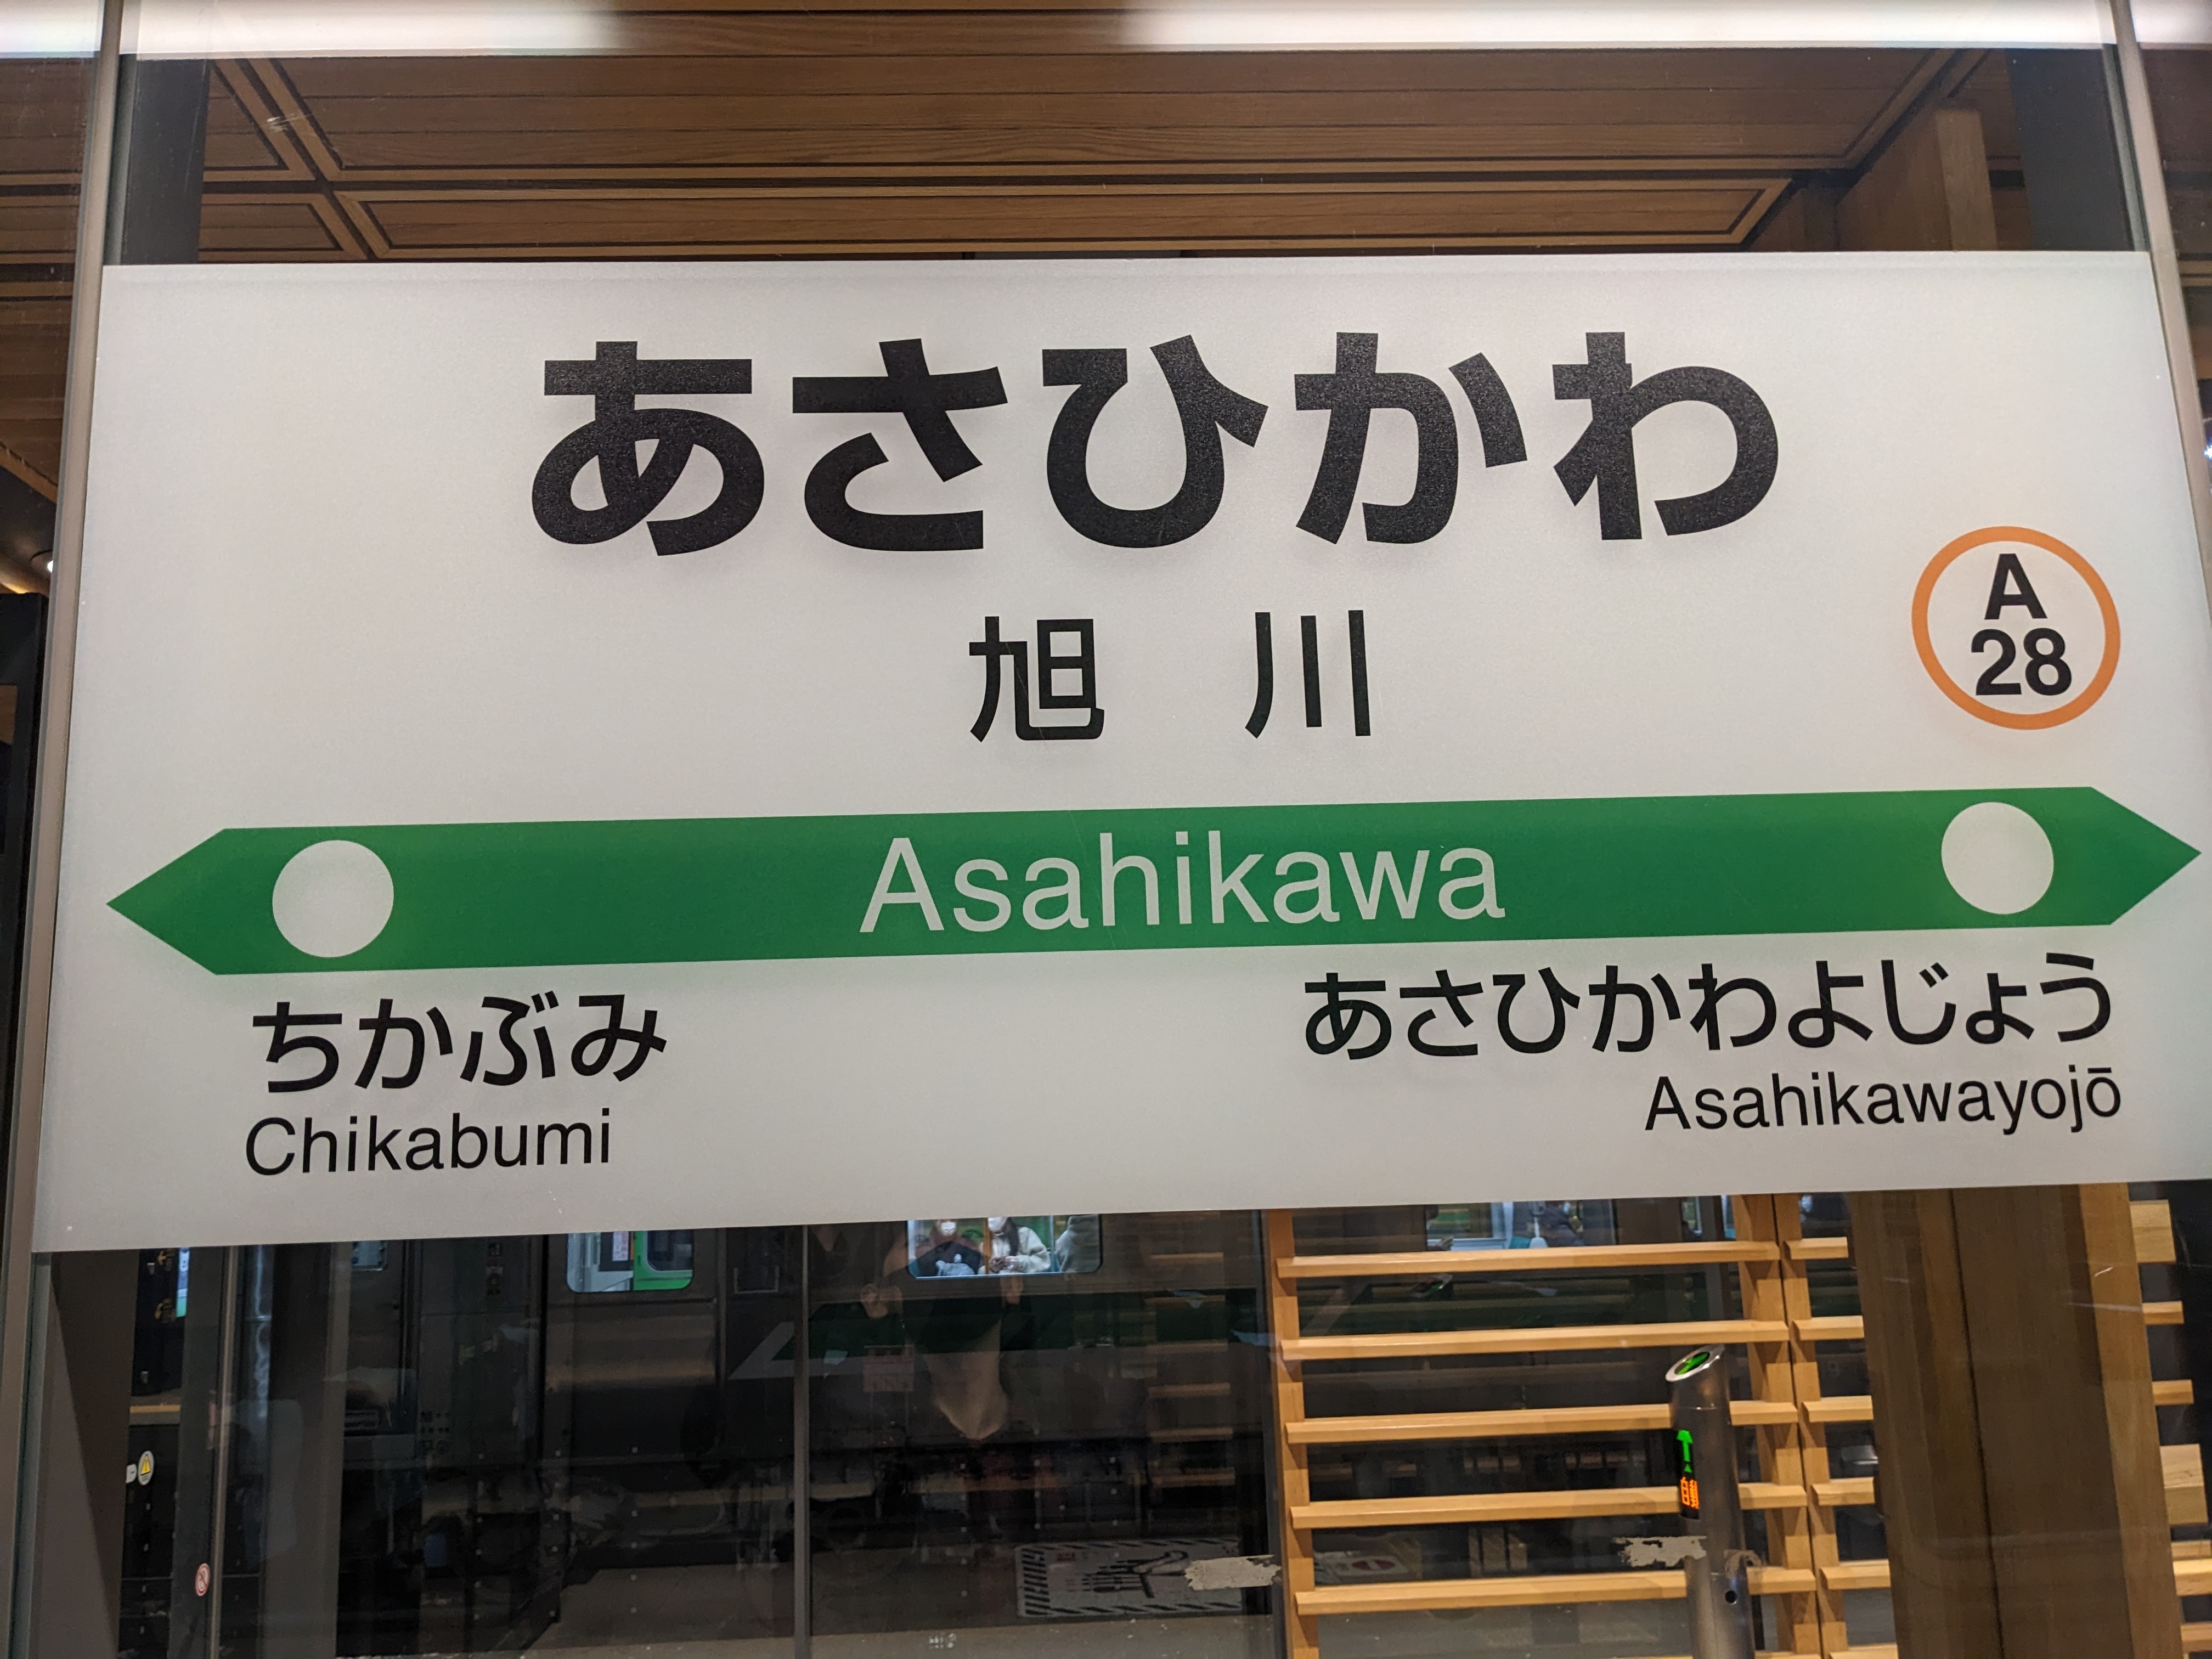 あさひかわ
旭川
A
28
Asahikawa
ちかぶみ
Chikabumi
あさひかわよじょう
Asahikawayojō